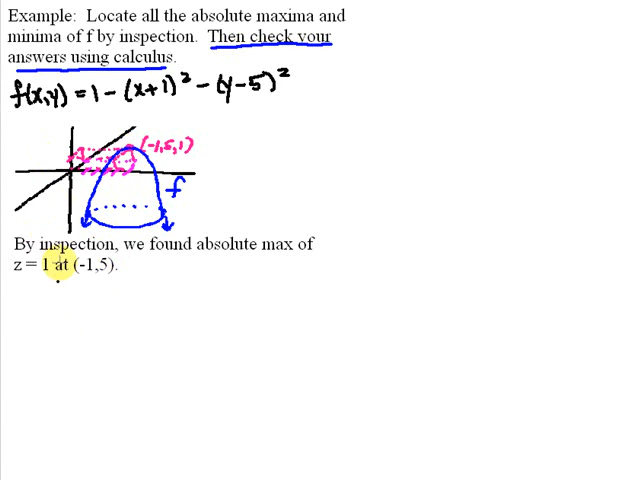 Example: Locate all the absolute maxima and
minima of f by inspection. Then check your
answers using calculus.
f(x,y) = 1 - (x+1)² - (y-5)²
(-1,5,1)
f
By inspection, we found absolute max of
z = 1 at (-1,5).